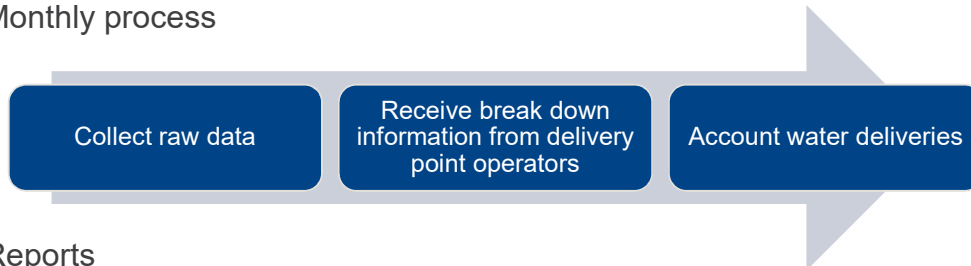 Monthly process
Collect raw data
Receive break down
information from delivery
point operators
Account water deliveries
Reports